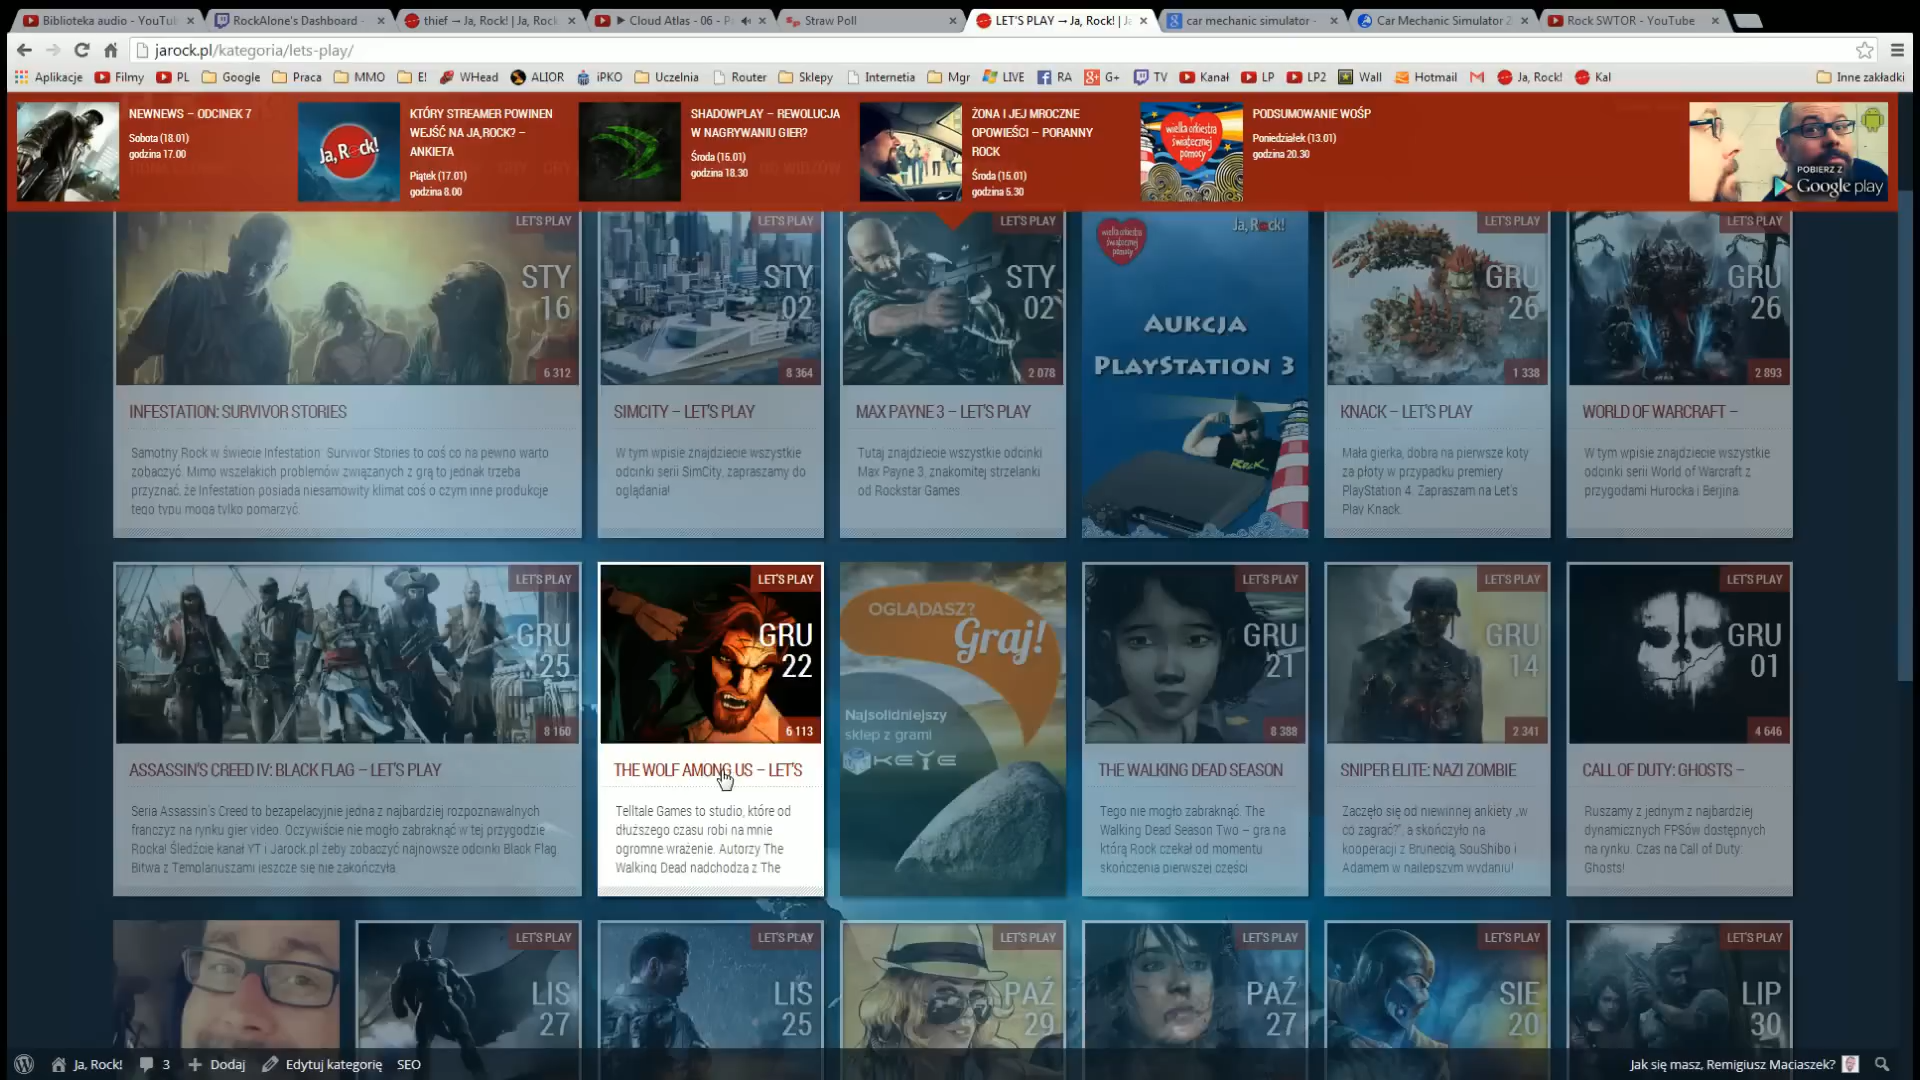 Biblioteka audio - YouTul
RockAlone's Dashboard -
thief → Ja, Rock! | Ja, Rock
Cloud Atlas - 06 - P
Straw Poll
LET'S PLAY → Ja, Rock! | Ja
car mechanic simulator -
Car Mechanic Simulator 2
Rock SWTOR - YouTube
jarock.pl/kategoria/lets-play/
Aplikacje
Filmy
PL
Google
Praca
MMO
E!
WHead
ALIOR
iPKO
Uczelnia
Router
Sklepy
Internetia
Mgr
LIVE
RA
G+
TV
Kanał
LP
LP2
Wall
Hotmail
Ja, Rock!
Kal
Inne zakładki
NEWNEWS – ODCINEK 7
Sobota (18.01)
godzina 17.00
Ja, Rock!
KTÓRY STREAMER POWINEN
WEJŚĆ NA JA,ROCK? –
ANKIETA
Piątek (17.01)
godzina 8.00
SHADOWPLAY – REWOLUCJA
W NAGRYWANIU GIER?
Środa (15.01)
godzina 18.30
ŻONA I JEJ MROCZNE
OPOWIEŚCI – PORANNY
ROCK
Środa (15.01)
godzina 5.30
wielka orkiestra
świątecznej
pomocy
PODSUMOWANIE WOŚP
Poniedziałek (13.01)
godzina 20.30
POBIERZ Z
Google play
LET'S PLAY
STY
16
6 312
INFESTATION: SURVIVOR STORIES
Samotny Rock w świecie Infestation: Survivor Stories to coś co na pewno warto
zobaczyć. Mimo wszelakich problemów związanych z grą to jednak trzeba
przyznać, że Infestation posiada niesamowity klimat coś o czym inne produkcje
tego typu mogą tylko pomarzyć.
LET'S PLAY
STY
02
8 364
SIMCITY – LET'S PLAY
W tym wpisie znajdziecie wszystkie
odcinki serii SimCity, zapraszamy do
oglądania!
LET'S PLAY
STY
02
2 078
MAX PAYNE 3 – LET'S PLAY
Tutaj znajdziecie wszystkie odcinki
Max Payne 3, znakomitej strzelanki
od Rockstar Games.
wielka orkiestra
świątecznej
pomocy
Ja, Rock!
AUKCJA
PLAYSTATION 3
ROCK
LET'S PLAY
GRU
26
1 338
KNACK – LET'S PLAY
Mała gierka, dobra na pierwsze koty
za płoty w przypadku premiery
PlayStation 4. Zapraszam na Let's
Play Knack.
LET'S PLAY
GRU
26
2 893
WORLD OF WARCRAFT –
W tym wpisie znajdziecie wszystkie
odcinki serii World of Warcraft z
przygodami Hurocka i Berjina.
LET'S PLAY
GRU
25
8 160
ASSASSIN'S CREED IV: BLACK FLAG – LET'S PLAY
Seria Assassin's Creed to bezapelacyjnie jedna z najbardziej rozpoznawalnych
franczyz na rynku gier video. Oczywiście nie mogło zabraknąć w tej przygodzie
Rocka! Śledźcie kanał YT i Jarock.pl żeby zobaczyć najnowsze odcinki Black Flag.
Bitwa z Templariuszami jeszcze się nie zakończyła.
LET'S PLAY
GRU
22
6 113
THE WOLF AMONG US – LET'S
Telltale Games to studio, które od
dłuższego czasu robi na mnie
ogromne wrażenie. Autorzy The
Walking Dead nadchodzą z The
OGLĄDASZ?
Graj!
Najsolidniejszy
sklep z grami
KEYE
LET'S PLAY
GRU
21
8 388
THE WALKING DEAD SEASON
Tego nie mogło zabraknąć. The
Walking Dead Season Two – gra na
którą Rock czekał od momentu
skończenia pierwszej części.
LET'S PLAY
GRU
14
2 341
SNIPER ELITE: NAZI ZOMBIE
Zaczęło się od niewinnej ankiety „w
co zagrać?”, a skończyło na
kooperacji z Brunecią, SouShibo i
Adamem w najlepszym wydaniu!
LET'S PLAY
GRU
01
4 646
CALL OF DUTY: GHOSTS –
Ruszamy z jednym z najbardziej
dynamicznych FPSów dostępnych
na rynku. Czas na Call of Duty:
Ghosts!
LET'S PLAY
LIS
27
LET'S PLAY
LIS
25
LET'S PLAY
PAŹ
29
LET'S PLAY
PAŹ
27
LET'S PLAY
SIE
20
LET'S PLAY
LIP
30
Ja, Rock!
3
Dodaj
Edytuj kategorię
SEO
Jak się masz, Remigiusz Maciaszek?